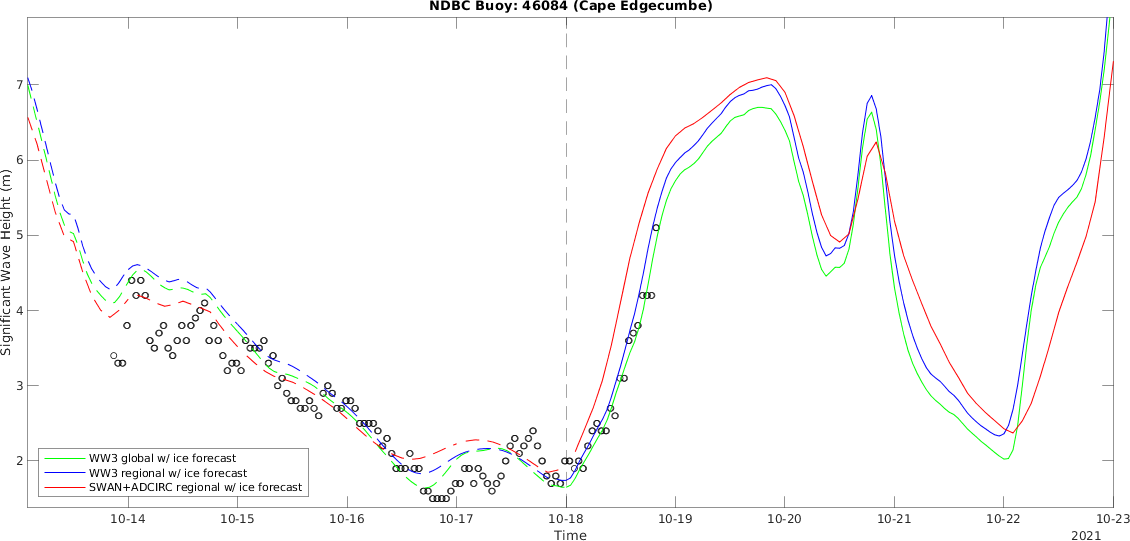 NDBC Buoy: 46084 (Cape Edgecumbe)
Significant Wave Height (m)
7
6
5
4
3
2
WW3 global w/ ice forecast
WW3 regional w/ ice forecast
SWAN+ADCIRC regional w/ ice forecast
10-14 10-15 10-16 10-17 10-18 10-19 10-20 10-21 10-22 10-23
Time
2021